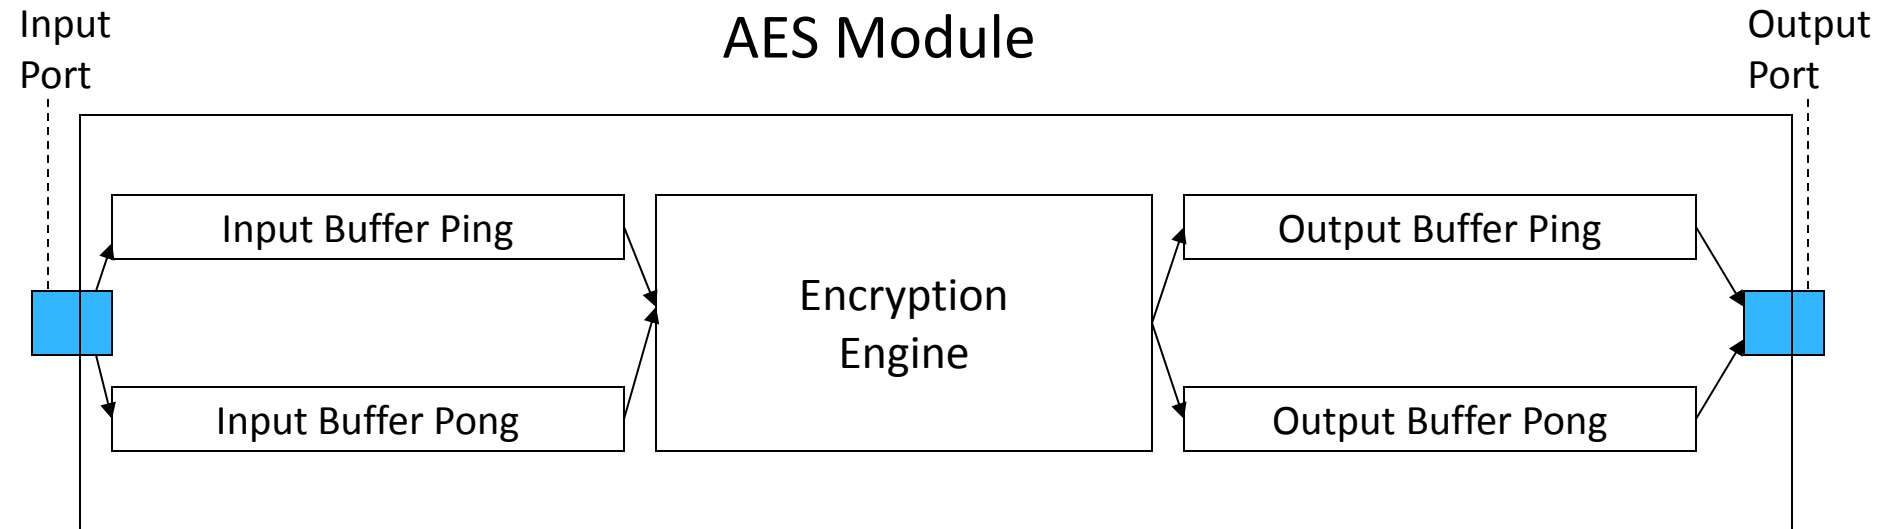 Input
Port
AES Module
Output
Port
Input Buffer Ping
Input Buffer Pong
Encryption
Engine
Output Buffer Ping
Output Buffer Pong